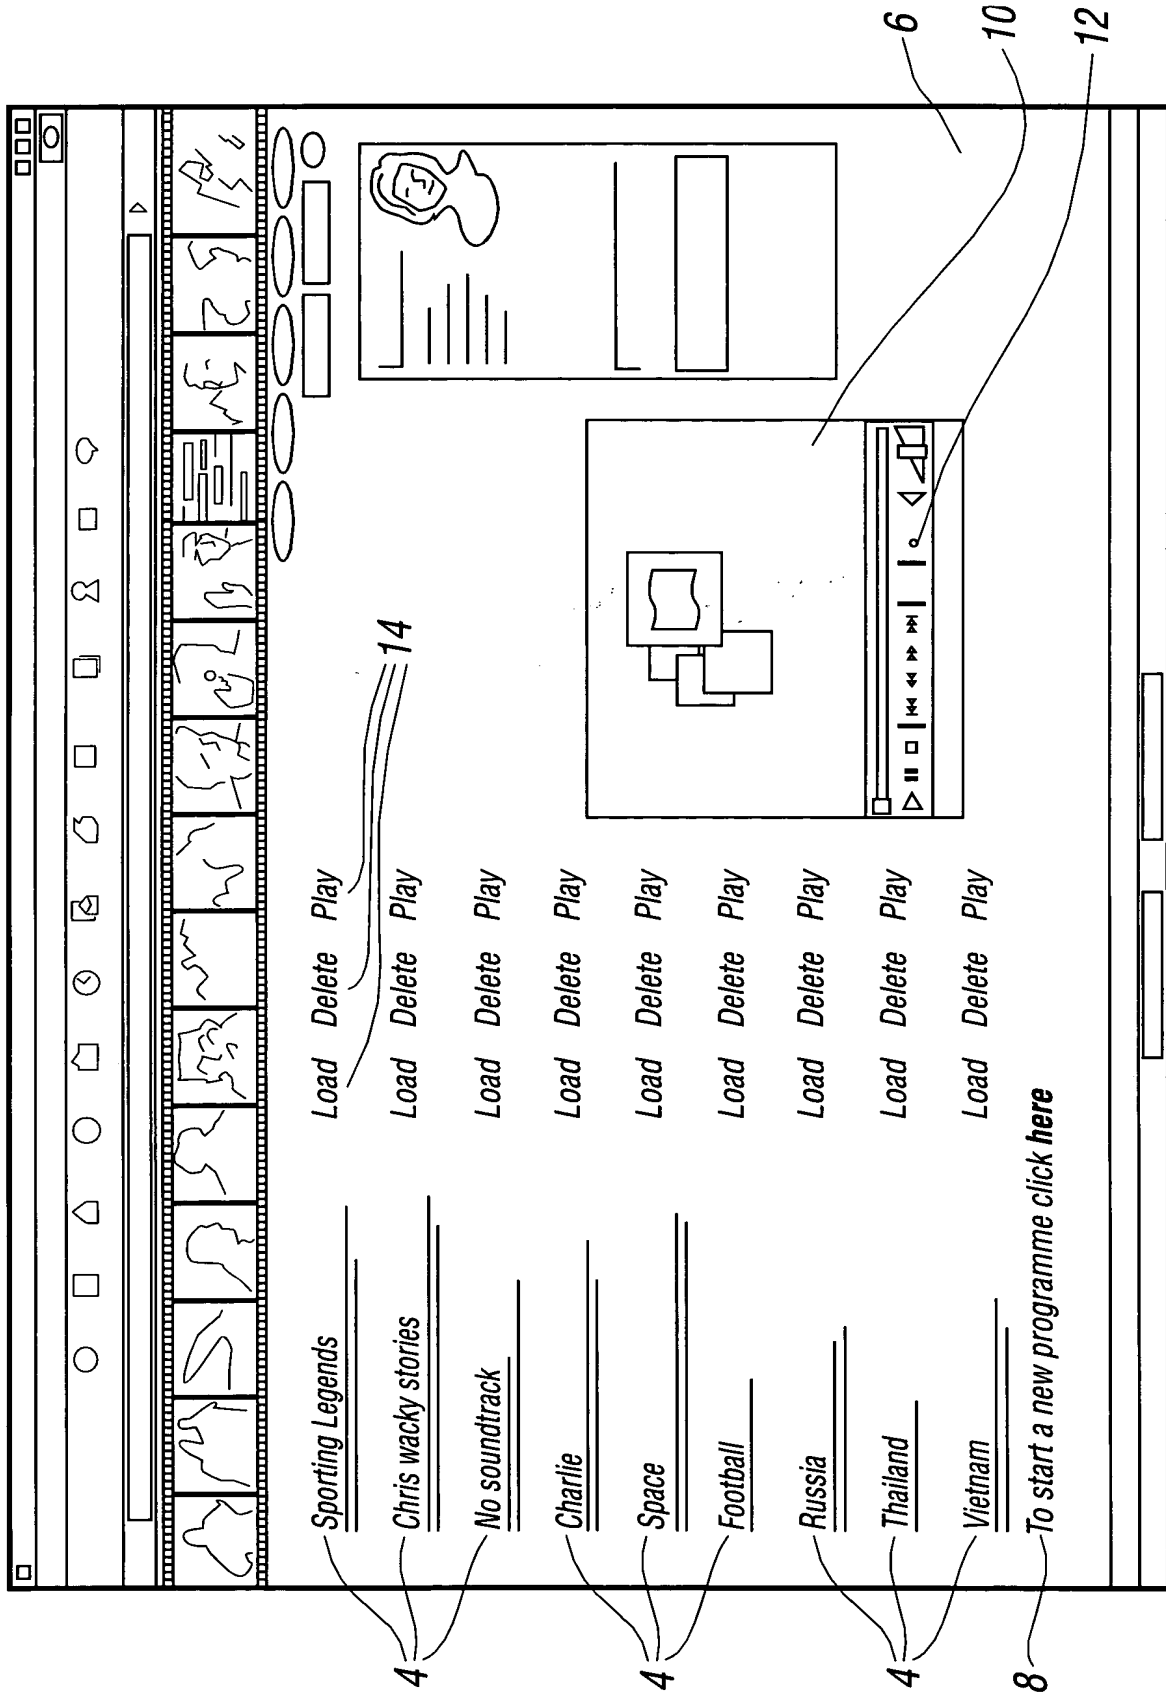 Sporting Legends Load Delete Play
14
4
Chris wacky stories Load Delete Play
No soundtrack Load Delete Play
Charlie Load Delete Play
4
Space Load Delete Play
Football Load Delete Play
Russia Load Delete Play
4
Thailand Load Delete Play
Vietnam Load Delete Play
8
To start a new programme click here
6
10
12